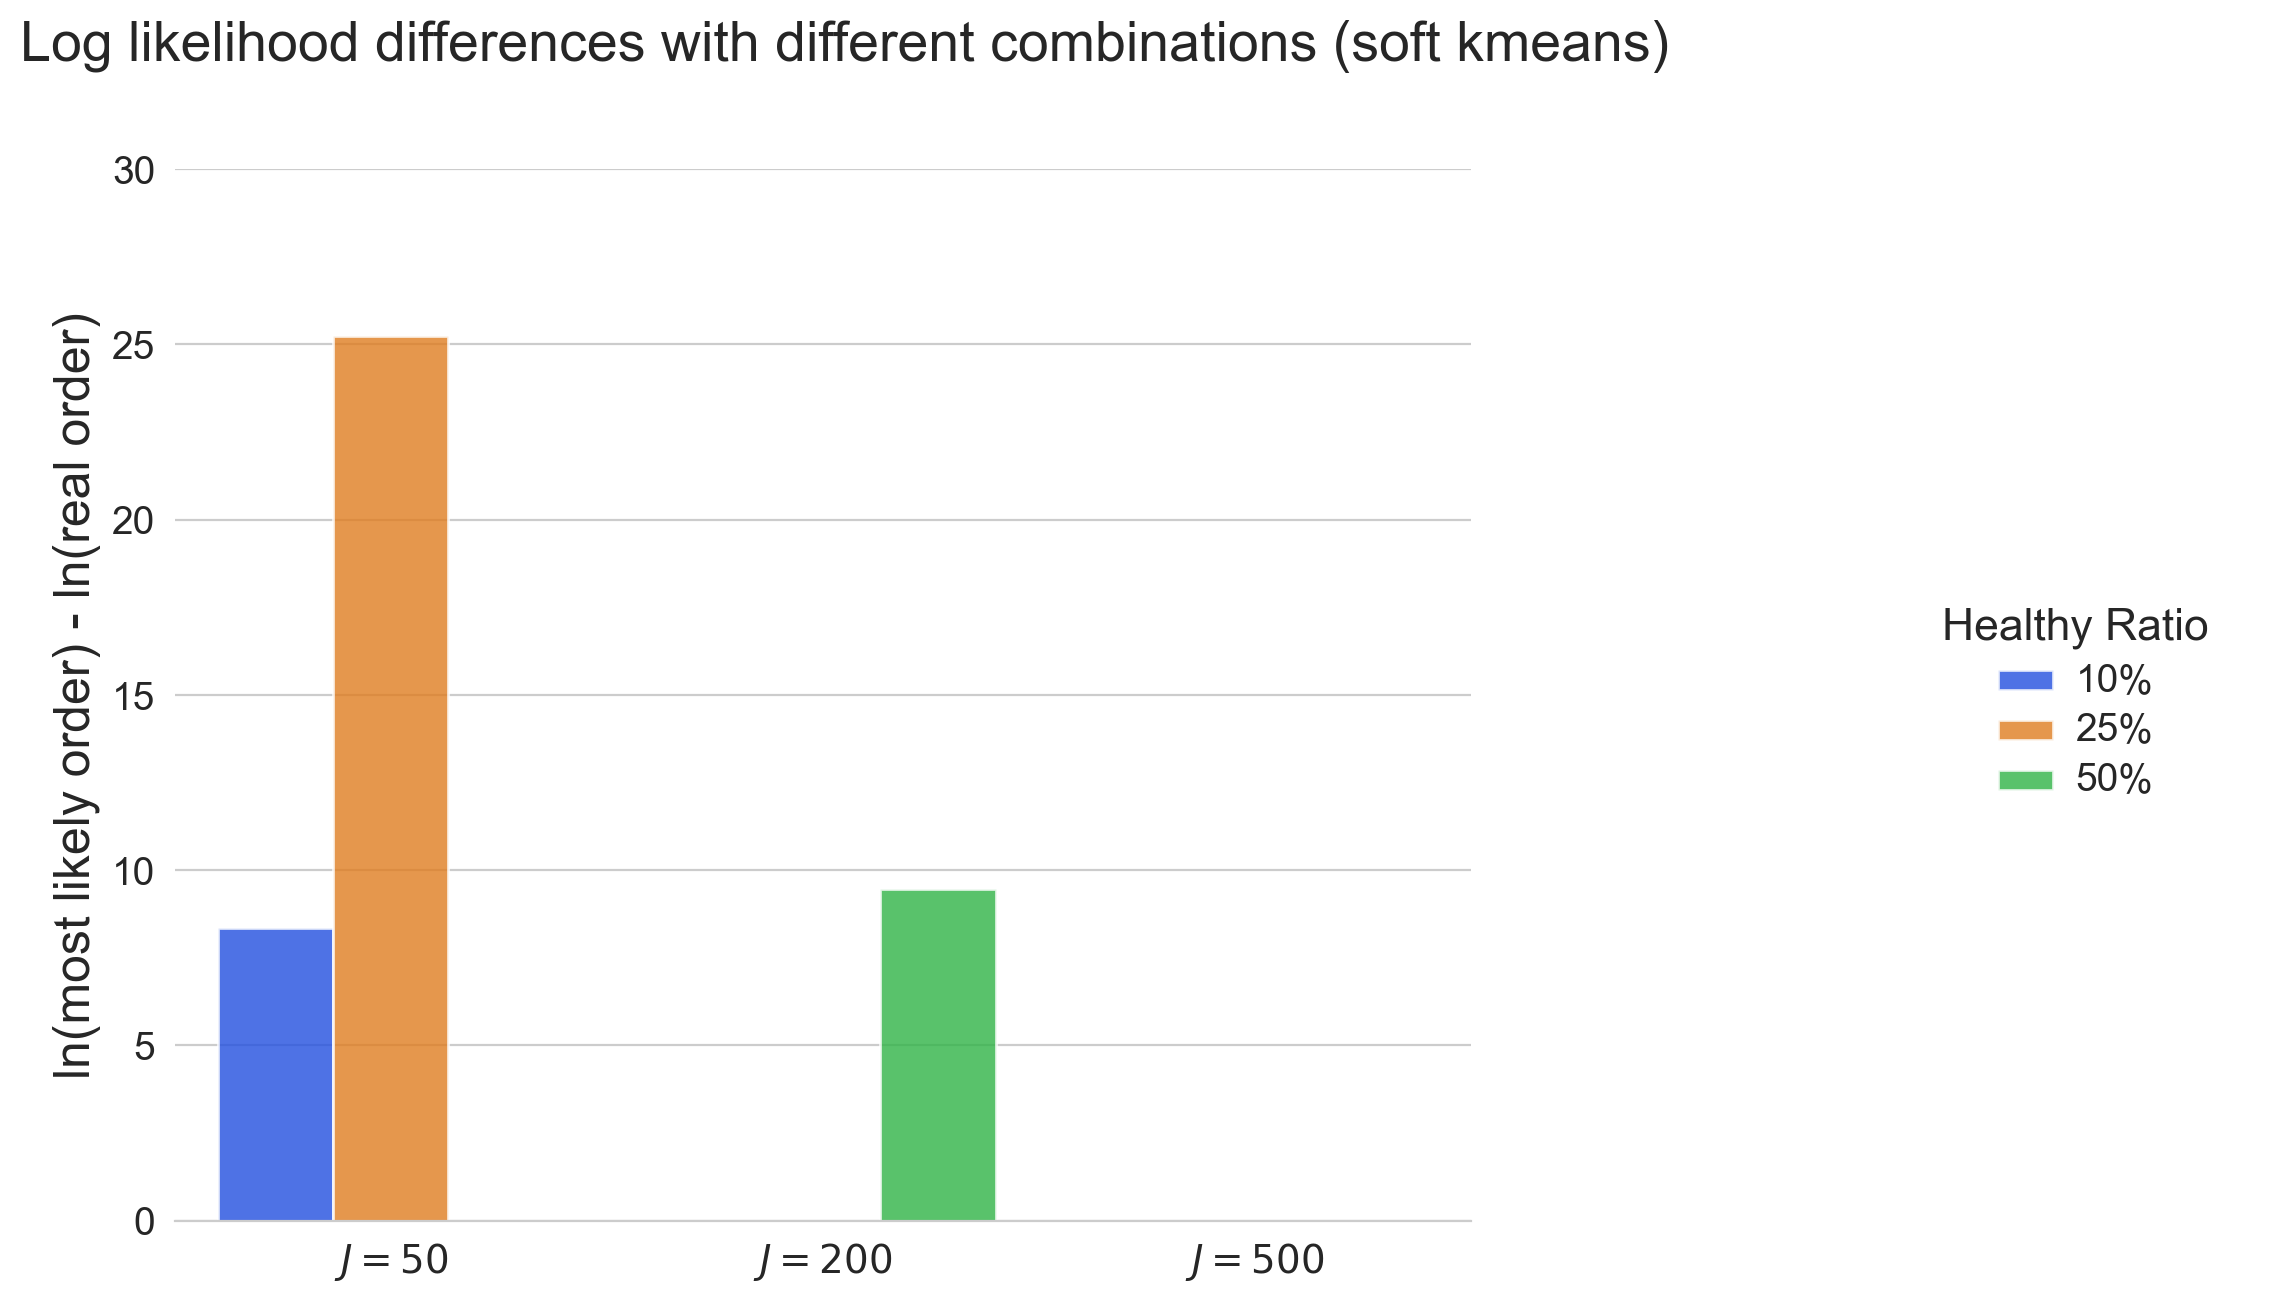 Log likelihood differences with different combinations (soft kmeans)
ln(most likely order) - ln(real order)
30
25
20
15
10
5
0
J = 50
J = 200
J = 500
Healthy Ratio
10%
25%
50%